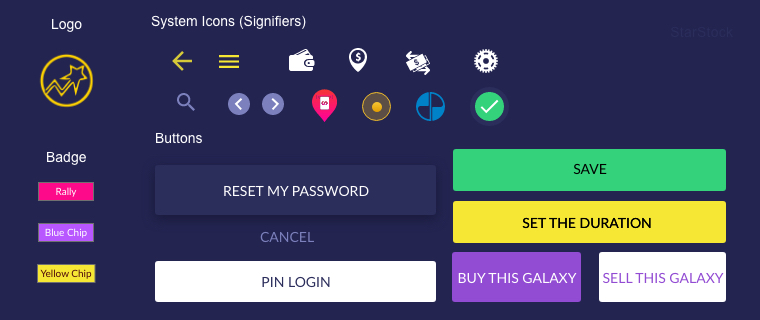 Logo
System Icons (Signifiers)
StarStock
Badge
Rally
Blue Chip
Yellow Chip
Buttons
RESET MY PASSWORD
CANCEL
PIN LOGIN
SAVE
SET THE DURATION
BUY THIS GALAXY
SELL THIS GALAXY